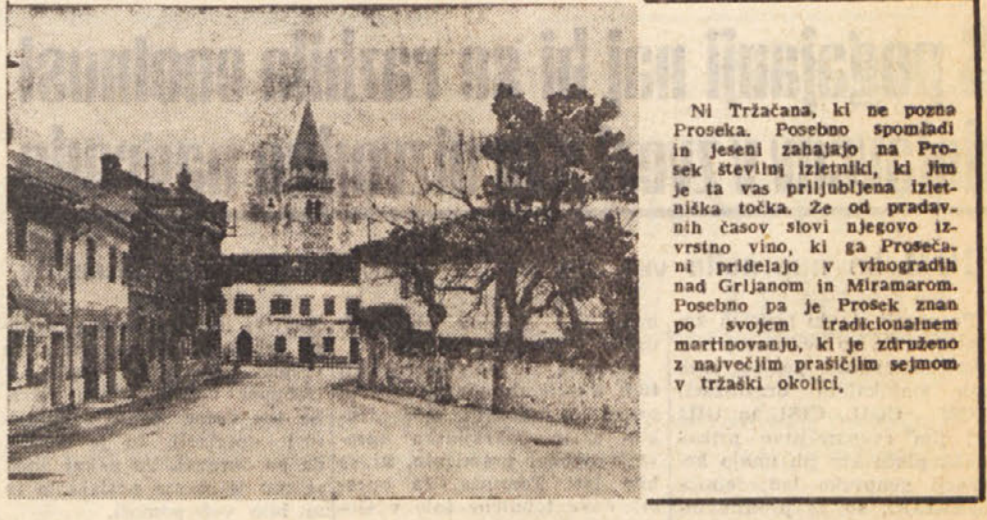 Ni Tržačana, ki ne pozna
Proseka. Posebno spomladi
in jeseni zahajajo na Pro-
sek številni izletniki, ki jim
je ta vas priljubljena izlet-
niška točka. Že od pradav-
nih časov slovi njegovo iz-
vrstno vino, ki ga Proseča-
ni pridelajo v vinogradih
nad Grljanom in Miramarom.
Posebno pa je Prosek znan
po svojem tradicionalnem
martinovanju, ki je združeno
z največjim prašičjim sejmom
v tržaški okolici.